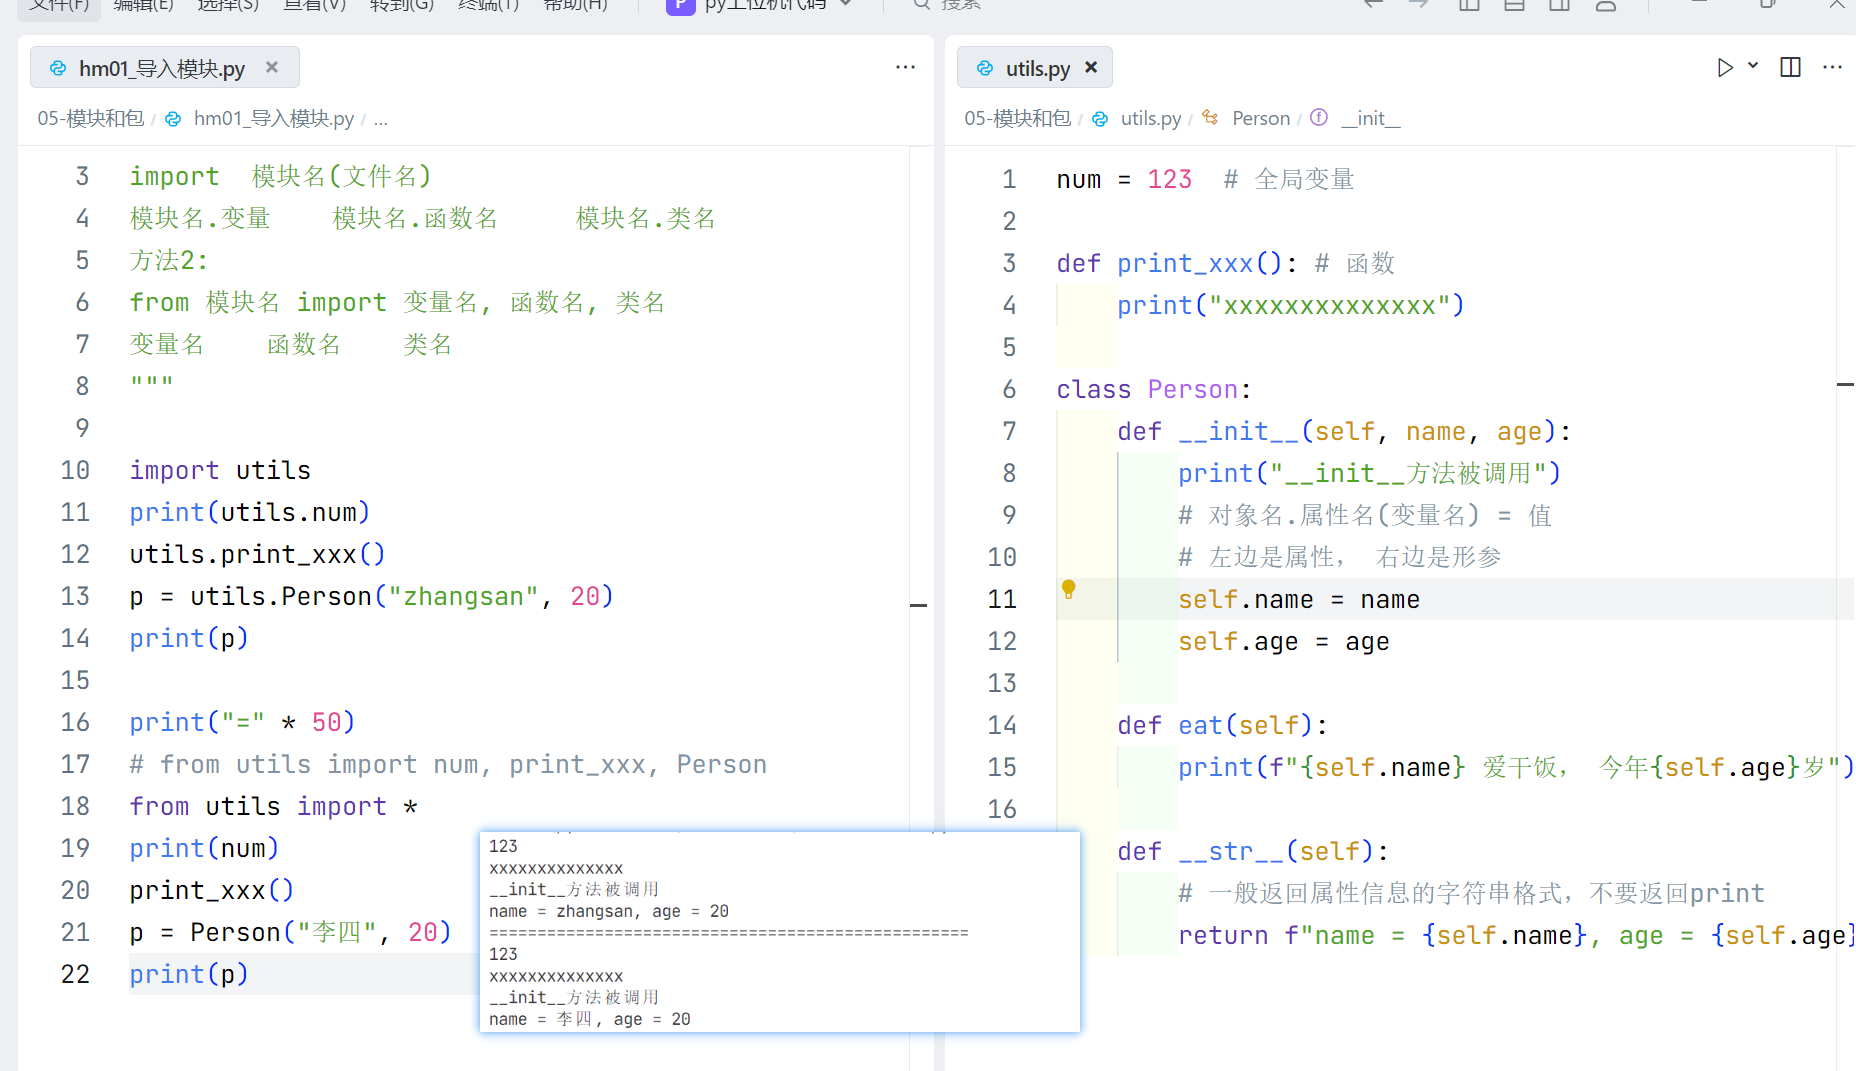 文件(F) 编辑(E) 选择(S) 查看(V) 转到(G) 终端(T) 帮助(H) P py上位机代码 搜索
hm01_导入模块.py
05-模块和包 / hm01_导入模块.py / ...
3 import  模块名(文件名)
4 模块名.变量    模块名.函数名     模块名.类名
5 方法2:
6 from 模块名 import 变量名, 函数名, 类名
7 变量名    函数名    类名
8 """
9
10 import utils
11 print(utils.num)
12 utils.print_xxx()
13 p = utils.Person("zhangsan", 20)
14 print(p)
15
16 print("=" * 50)
17 # from utils import num, print_xxx, Person
18 from utils import *
19 print(num)
20 print_xxx()
21 p = Person("李四", 20)
22 print(p)
utils.py
05-模块和包 / utils.py / Person / __init__
1 num = 123  # 全局变量
2
3 def print_xxx(): # 函数
4     print("xxxxxxxxxxxxxx")
5
6 class Person:
7     def __init__(self, name, age):
8         print("__init__方法被调用")
9         # 对象名.属性名(变量名) = 值
10         # 左边是属性， 右边是形参
11         self.name = name
12         self.age = age
13
14     def eat(self):
15         print(f"{self.name} 爱干饭， 今年{self.age}岁")
16
def __str__(self):
# 一般返回属性信息的字符串格式，不要返回print
return f"name = {self.name}, age = {self.age}
123
xxxxxxxxxxxxxx
__init__方法被调用
name = zhangsan, age = 20
==================================================
123
xxxxxxxxxxxxxx
__init__方法被调用
name = 李四, age = 20